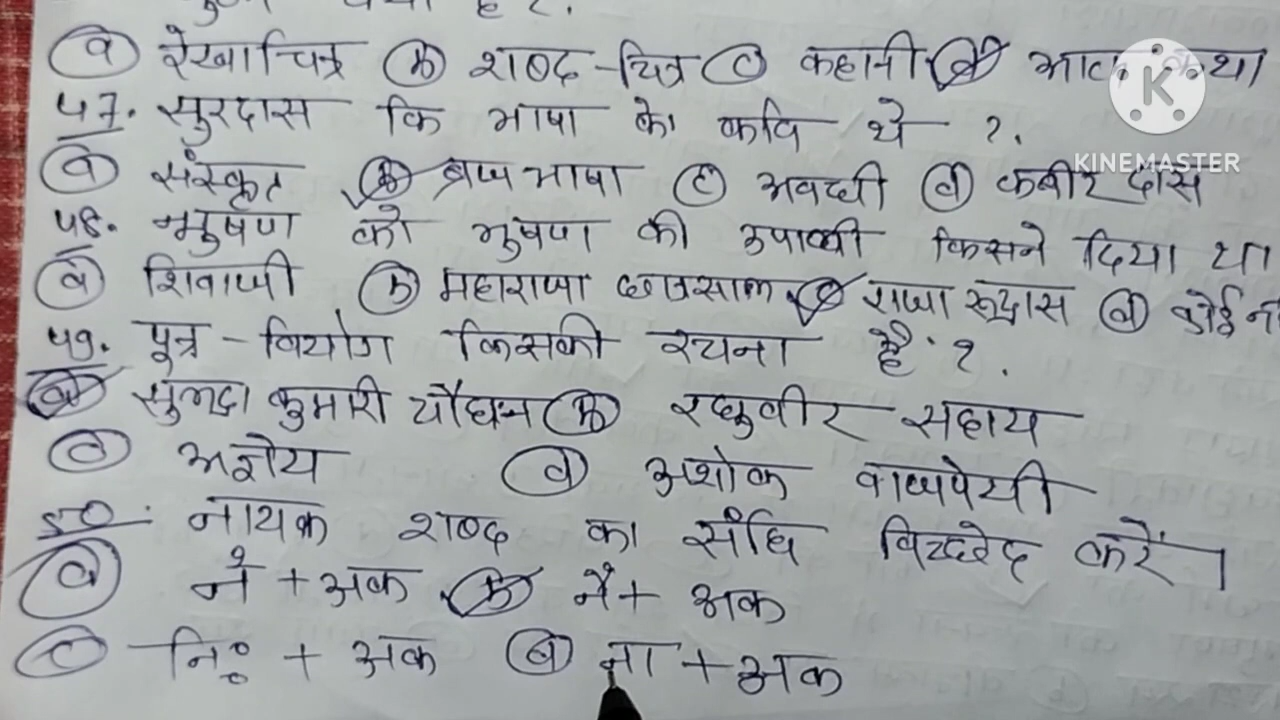 है ?.
(a) रेखाचित्र (b) शब्द-चित्र (c) कहानी (d) आत्मकथा
47. सुरदास कि भाषा के कवि थे ?.
(a) संस्कृत (b) ब्रजभाषा (c) अवधी (d) कबीर दास
48. भुषण को भुषण की उपाधी किसने दिया था
(a) शिवाजी (b) महाराजा छत्रसाल (c) राजा रूद्रास (d) कोई न
49. पुत्र-वियोग किसकी रचना है ?.
(a) सुभद्रा कुमारी चौहान (b) रघुवीर सहाय
(c) अज्ञेय (d) अशोक वाजपेयी
50. नायक शब्द का संधि विच्छेद करें।
(a) ने + अक (b) नै + अक
(c) निः + अक (d) ना + अक
K
KINEMASTER